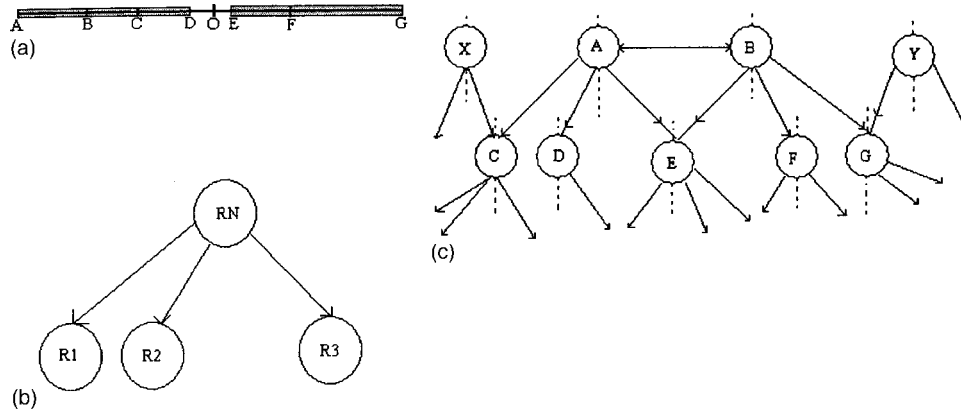 A B C D O E F G
(a)
X A B Y
C D E F G
(c)
RN
R1 R2 R3
(b)